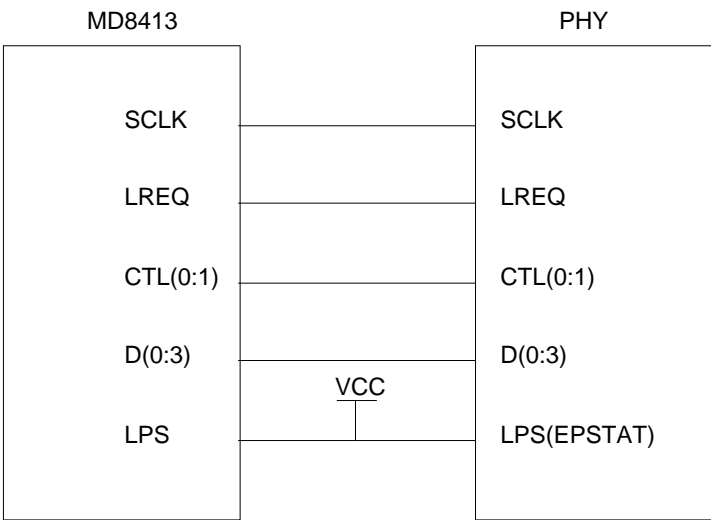 MD8413 PHY
SCLK SCLK
LREQ LREQ
CTL(0:1) CTL(0:1)
D(0:3) D(0:3)
VCC
LPS LPS(EPSTAT)